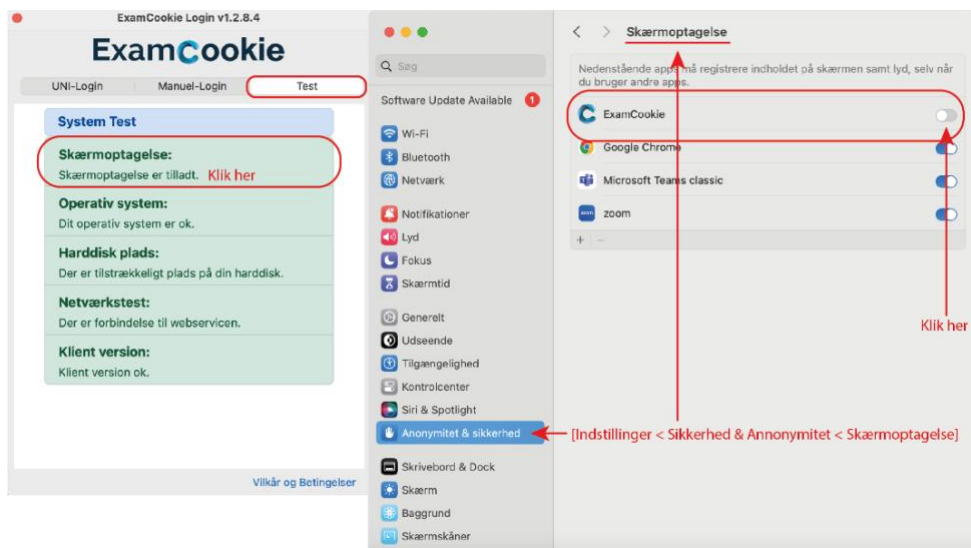 ExamCookie Login v1.2.8.4
ExamCookie
UNI-Login Manuel-Login Test
System Test
Skærmoptagelse:
Skærmoptagelse er tilladt. Klik her
Operativ system:
Dit operativ system er ok.
Harddisk plads:
Der er tilstrækkeligt plads på din harddisk.
Netværkstest:
Der er forbindelse til webservicen.
Klient version:
Klient version ok.
Vilkår og Betingelser
Søg
Software Update Available 1
Wi-Fi
Bluetooth
Netværk
Notifikationer
Lyd
Fokus
Skærmtid
Generelt
Udseende
Tilgængelighed
Kontrolcenter
Siri & Spotlight
Anonymitet & sikkerhed
Skrivebord & Dock
Skærm
Baggrund
Skærmskåner
Skærmoptagelse
Nedenstående apps må registrere indholdet på skærmen samt lyd, selv når
du bruger andre apps.
ExamCookie
Google Chrome
Microsoft Teams classic
zoom
Klik her
[Indstillinger < Sikkerhed & Annonymitet < Skærmoptagelse]